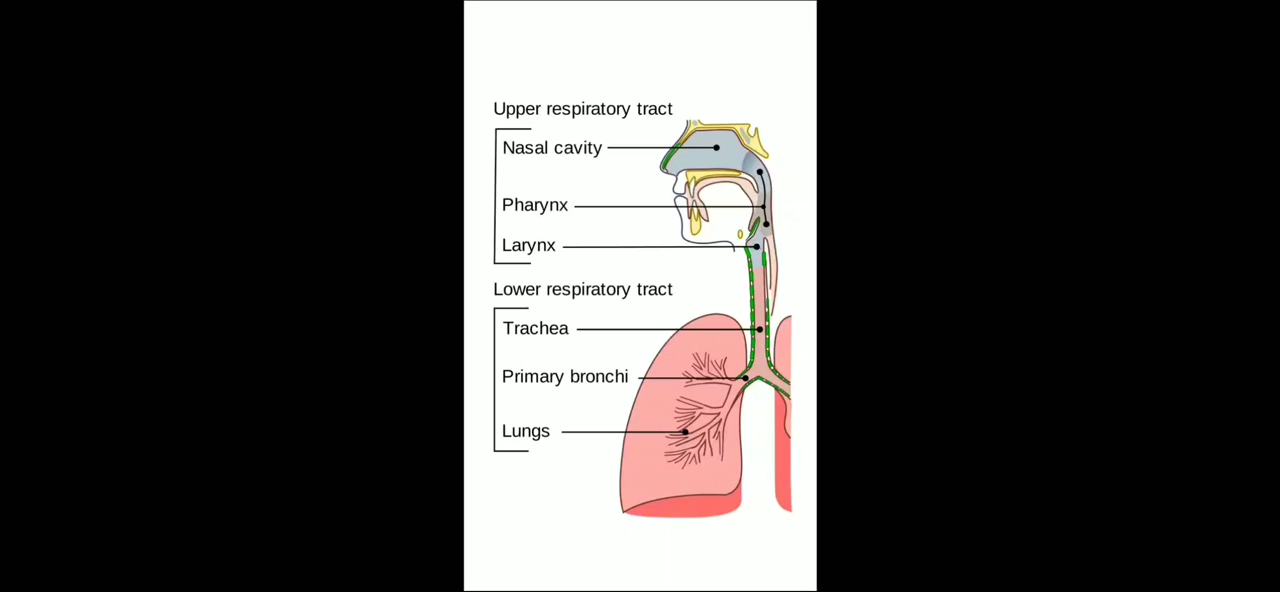 Upper respiratory tract
Nasal cavity
Pharynx
Larynx
Lower respiratory tract
Trachea
Primary bronchi
Lungs